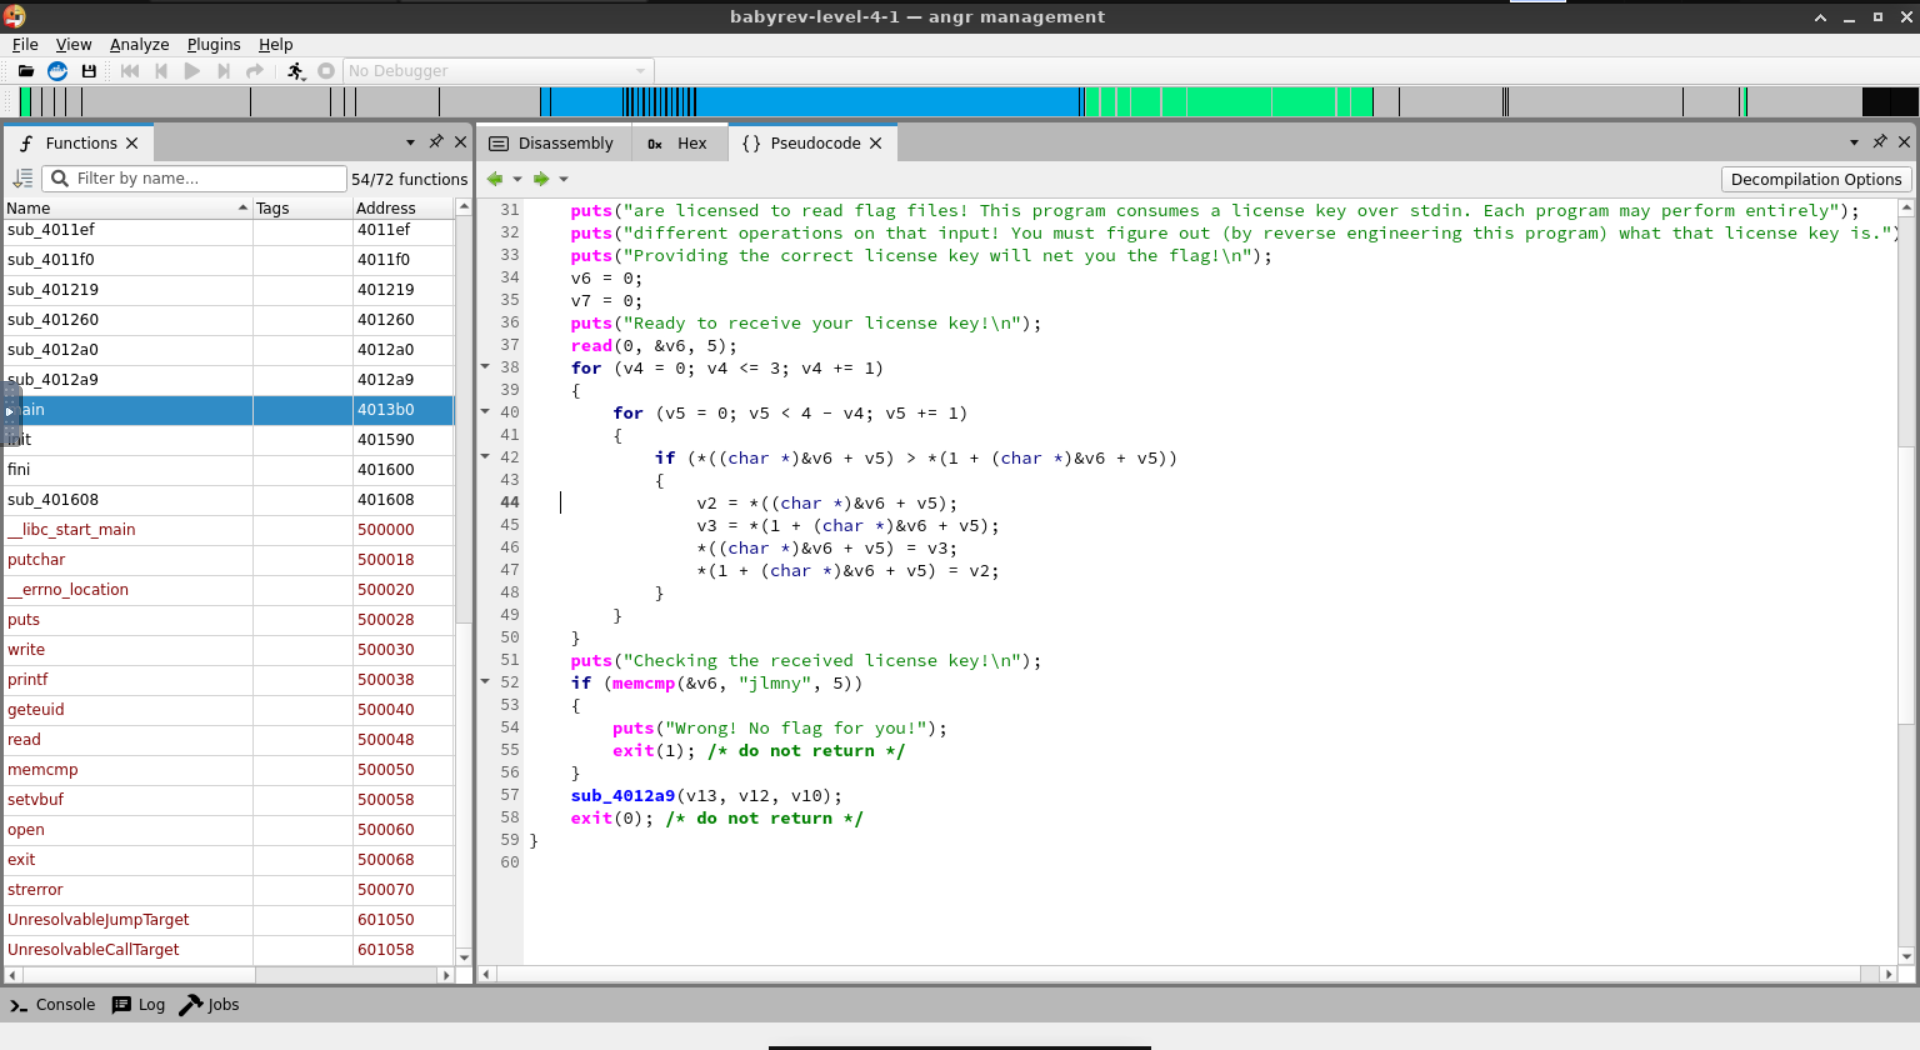 babyrev-level-4-1 — angr management
File View Analyze Plugins Help
No Debugger
Functions
Disassembly
Hex
{} Pseudocode
Filter by name...
54/72 functions
Decompilation Options
Name Tags Address
sub_4011ef 4011ef
sub_4011f0 4011f0
sub_401219 401219
sub_401260 401260
sub_4012a0 4012a0
sub_4012a9 4012a9
ain 4013b0
init 401590
fini 401600
sub_401608 401608
__libc_start_main 500000
putchar 500018
__errno_location 500020
puts 500028
write 500030
printf 500038
geteuid 500040
read 500048
memcmp 500050
setvbuf 500058
open 500060
exit 500068
strerror 500070
UnresolvableJumpTarget 601050
UnresolvableCallTarget 601058
31 puts("are licensed to read flag files! This program consumes a license key over stdin. Each program may perform entirely");
32 puts("different operations on that input! You must figure out (by reverse engineering this program) what that license key is.")
33 puts("Providing the correct license key will net you the flag!\n");
34 v6 = 0;
35 v7 = 0;
36 puts("Ready to receive your license key!\n");
37 read(0, &v6, 5);
38 for (v4 = 0; v4 <= 3; v4 += 1)
39 {
40 for (v5 = 0; v5 < 4 - v4; v5 += 1)
41 {
42 if (*((char *)&v6 + v5) > *(1 + (char *)&v6 + v5))
43 {
44 v2 = *((char *)&v6 + v5);
45 v3 = *(1 + (char *)&v6 + v5);
46 *((char *)&v6 + v5) = v3;
47 *(1 + (char *)&v6 + v5) = v2;
48 }
49 }
50 }
51 puts("Checking the received license key!\n");
52 if (memcmp(&v6, "jlmny", 5))
53 {
54 puts("Wrong! No flag for you!");
55 exit(1); /* do not return */
56 }
57 sub_4012a9(v13, v12, v10);
58 exit(0); /* do not return */
59 }
60
Console Log Jobs